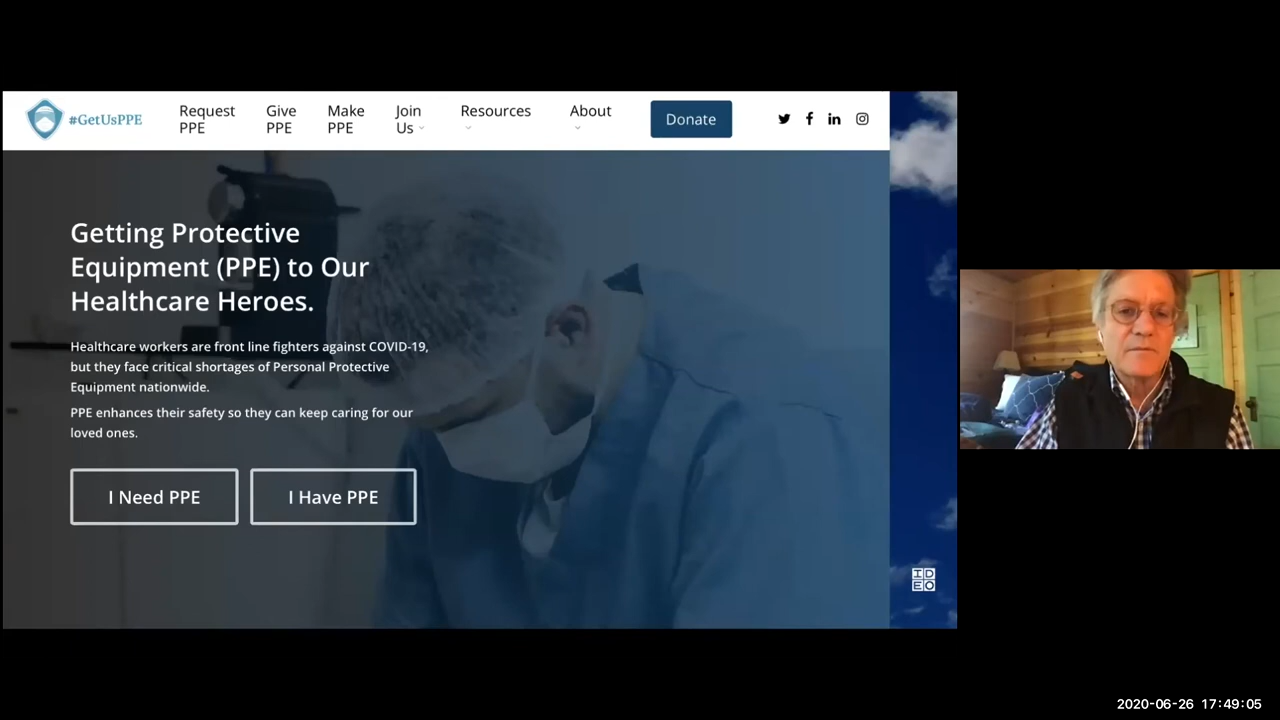 #GetUsPPE
Request
PPE
Give
PPE
Make
PPE
Join
Us
Resources
About
Donate
Getting Protective
Equipment (PPE) to Our
Healthcare Heroes.
Healthcare workers are front line fighters against COVID-19,
but they face critical shortages of Personal Protective
Equipment nationwide.
PPE enhances their safety so they can keep caring for our
loved ones.
I Need PPE
I Have PPE
ID
EO
2020-06-26 17:49:05